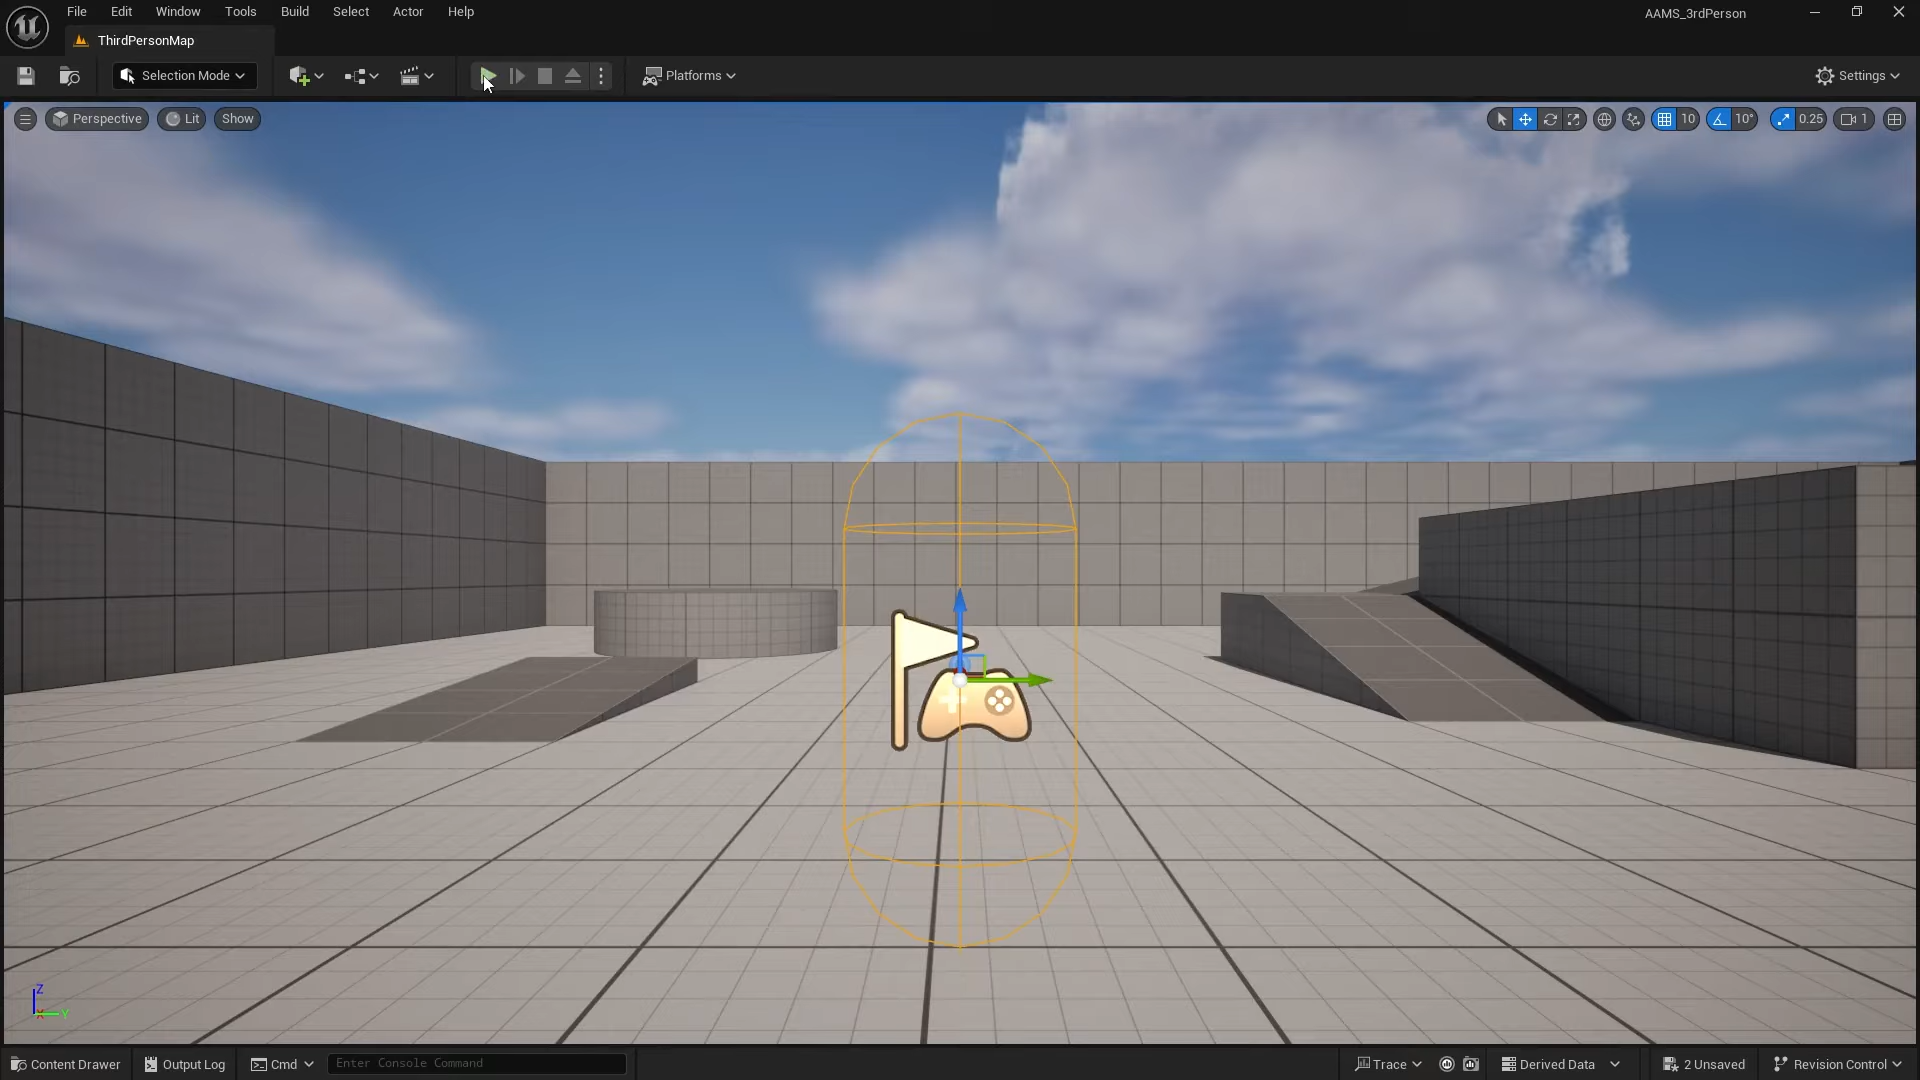 File Edit Window Tools Build Select Actor Help
AAMS_3rdPerson
ThirdPersonMap
Selection Mode
Platforms
Settings
Perspective Lit Show
10 10° 0.25 1
Z
X Y
Content Drawer Output Log Cmd Enter Console Command
Trace Derived Data 2 Unsaved Revision Control